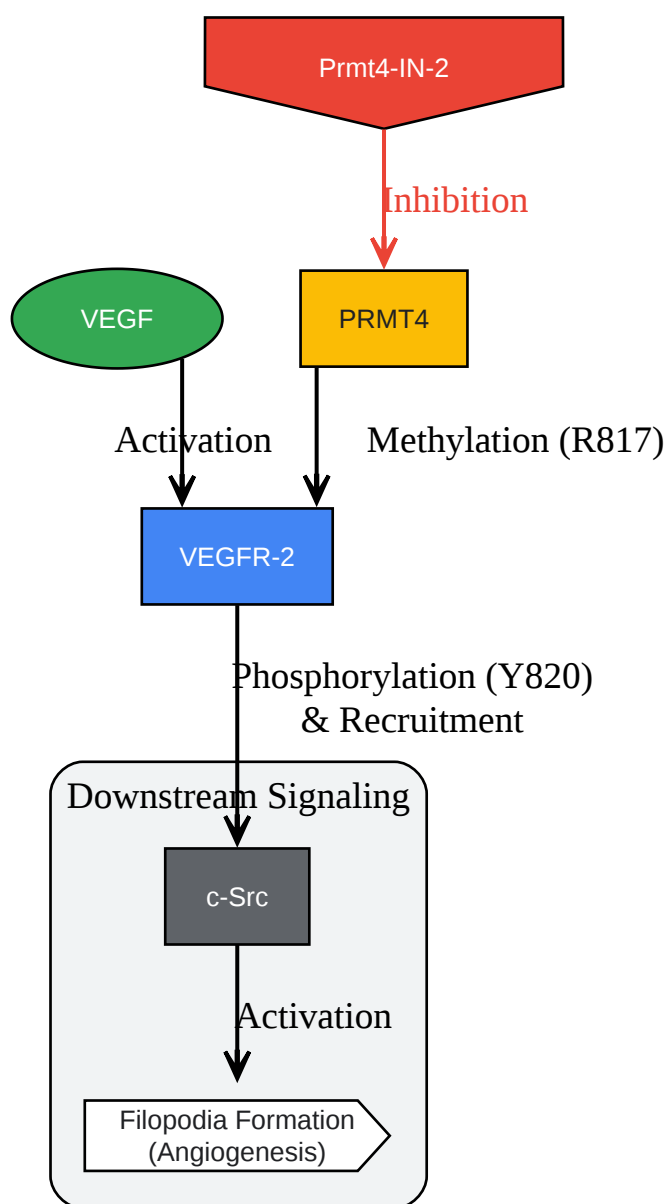 Prmt4-IN-2
Inhibition
VEGF
PRMT4
Activation
Methylation (R817)
VEGFR-2
Phosphorylation (Y820)
& Recruitment
Downstream Signaling
c-Src
Activation
Filopodia Formation
(Angiogenesis)